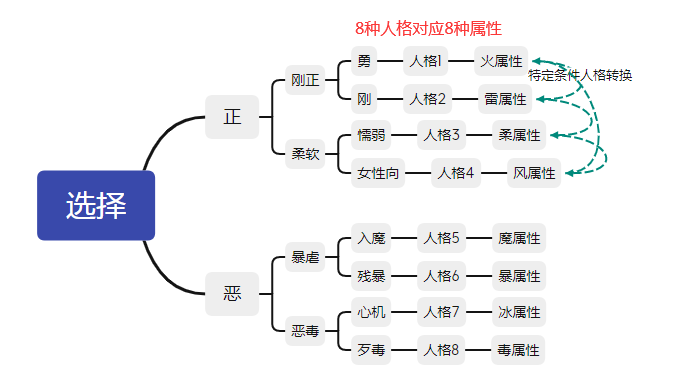 8种人格对应8种属性
勇 人格1 火属性
特定条件人格转换
刚正
刚 人格2 雷属性
正
懦弱 人格3 柔属性
柔软
女性向 人格4 风属性
选择
入魔 人格5 魔属性
暴虐
残暴 人格6 暴属性
恶
心机 人格7 冰属性
恶毒
歹毒 人格8 毒属性